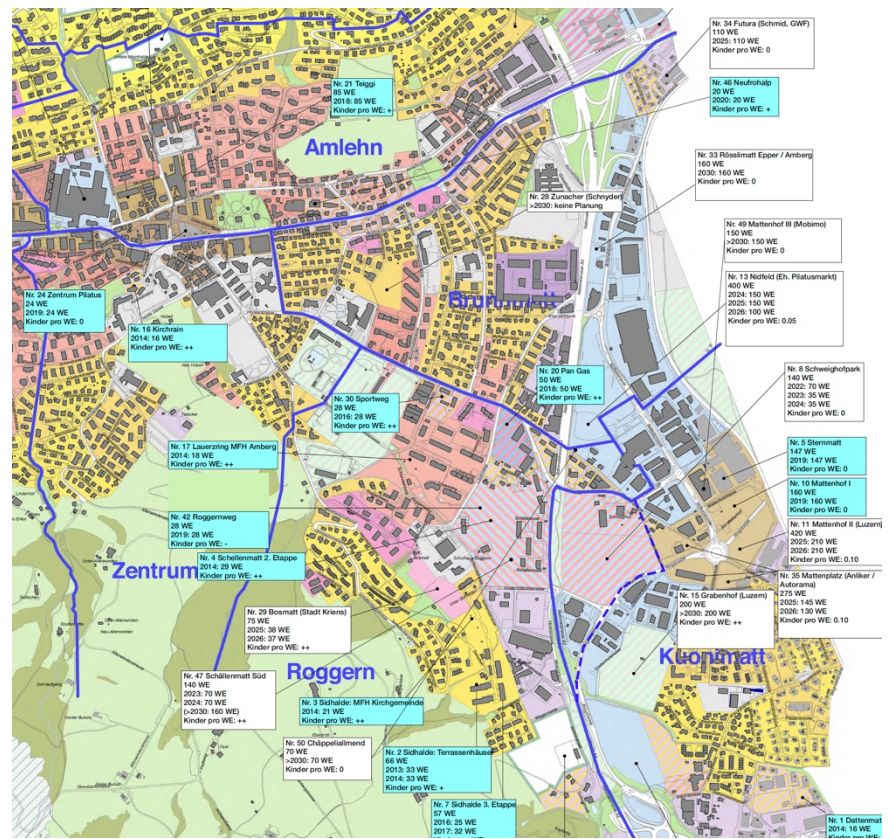 Nr. 34 Futura (Schmid, GWF)
110 WE
2025: 110 WE
Kinder pro WE: 0
Nr. 21 Teiggi
85 WE
2018: 85 WE
Kinder pro WE: +
Nr. 46 Neufrohalp
20 WE
2020: 20 WE
Kinder pro WE: +
Amlehn
Nr. 33 Rösslimatt Epper / Amberg
160 WE
2030: 160 WE
Kinder pro WE: 0
Nr. 28 Zunacher (Schnyder)
>2030: keine Planung
Nr. 49 Mattenhof III (Mobimo)
150 WE
>2030: 150 WE
Kinder pro WE: 0
Nr. 24 Zentrum Pilatus
24 WE
2019: 24 WE
Kinder pro WE: 0
Nr. 13 Nidfeld (Eh. Pilatusmarkt)
400 WE
2024: 150 WE
2025: 150 WE
2026: 100 WE
Kinder pro WE: 0.05
Nr. 16 Kirchrain
2014: 16 WE
Kinder pro WE: ++
Nr. 20 Pan Gas
50 WE
2018: 50 WE
Kinder pro WE: ++
Nr. 8 Schweighofpark
140 WE
2022: 70 WE
2023: 35 WE
2024: 35 WE
Kinder pro WE: 0
Nr. 30 Sportweg
28 WE
2016: 28 WE
Kinder pro WE: ++
Nr. 17 Lauerzring MFH Amberg
2014: 18 WE
Kinder pro WE: ++
Nr. 5 Sternmatt
147 WE
2019: 147 WE
Kinder pro WE: 0
Nr. 10 Mattenhof I
160 WE
2019: 160 WE
Kinder pro WE: 0
Nr. 42 Roggernweg
28 WE
2019: 28 WE
Kinder pro WE: -
Nr. 11 Mattenhof II (Luzern)
420 WE
2025: 210 WE
2026: 210 WE
Kinder pro WE: 0.10
Nr. 4 Schellenmatt 2. Etappe
2014: 29 WE
Kinder pro WE: ++
Zentrum
Nr. 35 Mattenplatz (Anliker /
Autorama)
275 WE
2025: 145 WE
2026: 130 WE
Kinder pro WE: 0.10
Nr. 15 Grabenhof (Luzern)
200 WE
>2030: 200 WE
Kinder pro WE: ++
Nr. 29 Bosmatt (Stadt Kriens)
75 WE
2025: 38 WE
2026: 37 WE
Kinder pro WE: ++
Kuonimatt
Roggern
Nr. 47 Schällenmatt Süd
140 WE
2023: 70 WE
2024: 70 WE
(>2030: 160 WE)
Kinder pro WE: ++
Nr. 3 Sidhalde: MFH Kirchgemeinde
2014: 21 WE
Kinder pro WE: ++
Nr. 50 Chäppeliallmend
70 WE
>2030: 70 WE
Kinder pro WE: 0
Nr. 2 Sidhalde: Terrassenhäuser
66 WE
2013: 33 WE
2014: 33 WE
Kinder pro WE: +
Nr. 7 Sidhalde 3. Etappe
57 WE
2016: 25 WE
2017: 32 WE
Nr. 1 Dattenmat
2014: 16 WE
Kinder pro WE: